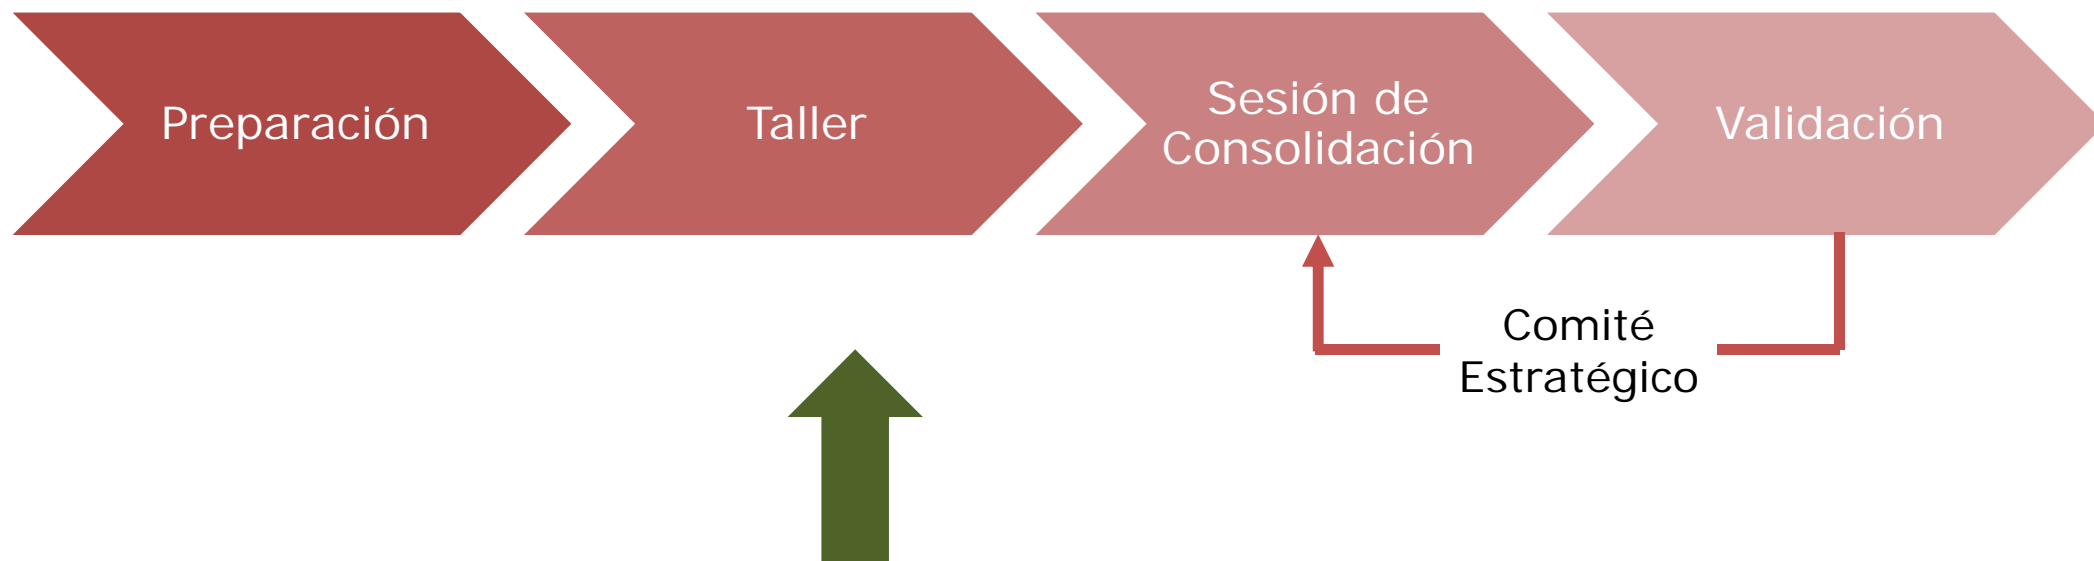 Preparación
Taller
Sesión de
Consolidación
Validación
Comité
Estratégico